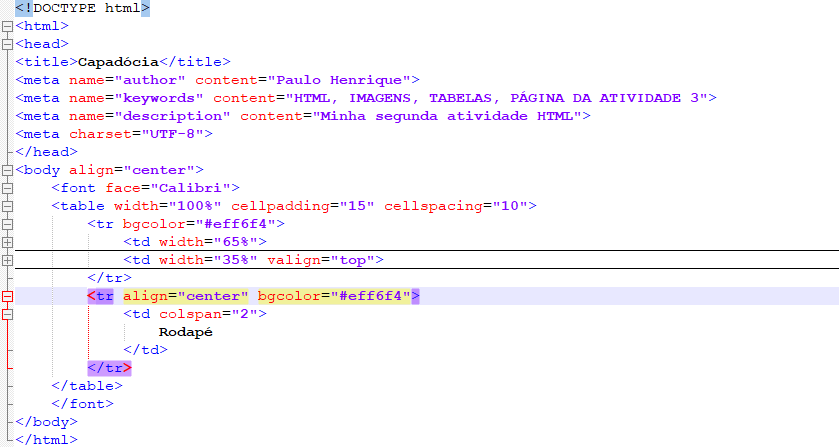 <!DOCTYPE html>
<html>
<head>
<title>Capadócia</title>
<meta name="author" content="Paulo Henrique">
<meta name="keywords" content="HTML, IMAGENS, TABELAS, PÁGINA DA ATIVIDADE 3">
<meta name="description" content="Minha segunda atividade HTML">
<meta charset="UTF-8">
</head>
<body align="center">
<font face="Calibri">
<table width="100%" cellpadding="15" cellspacing="10">
<tr bgcolor="#eff6f4">
<td width="65%">
<td width="35%" valign="top">
</tr>
<tr align="center" bgcolor="#eff6f4">
<td colspan="2">
Rodapé
</td>
</tr>
</table>
</font>
</body>
</html>